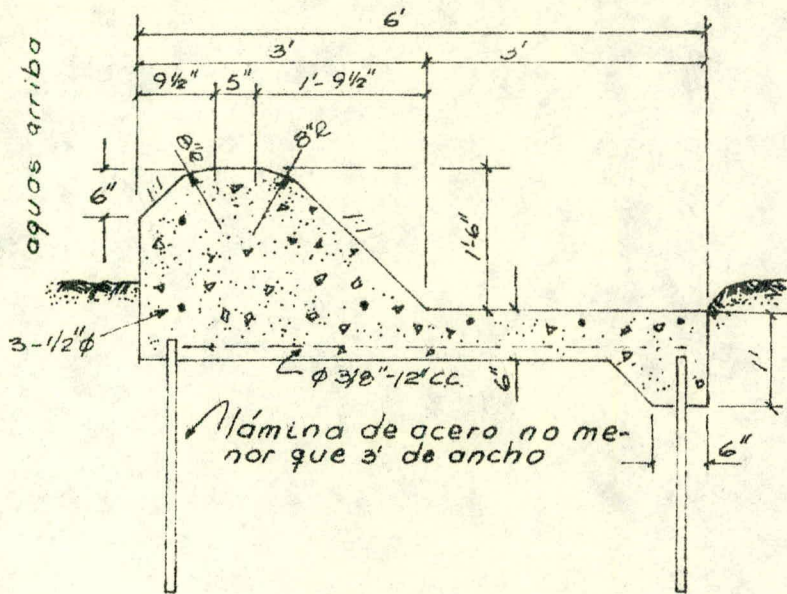 6'
3'
3'
9½"
5"
1'-9½"
aguas arriba
8"R
8"R
6"
1:1
1:1
1'-6"
3-1/2"φ
φ 3/8"-12"C.C.
6"
1'
6"
lámina de acero no me-
nor que 3' de ancho